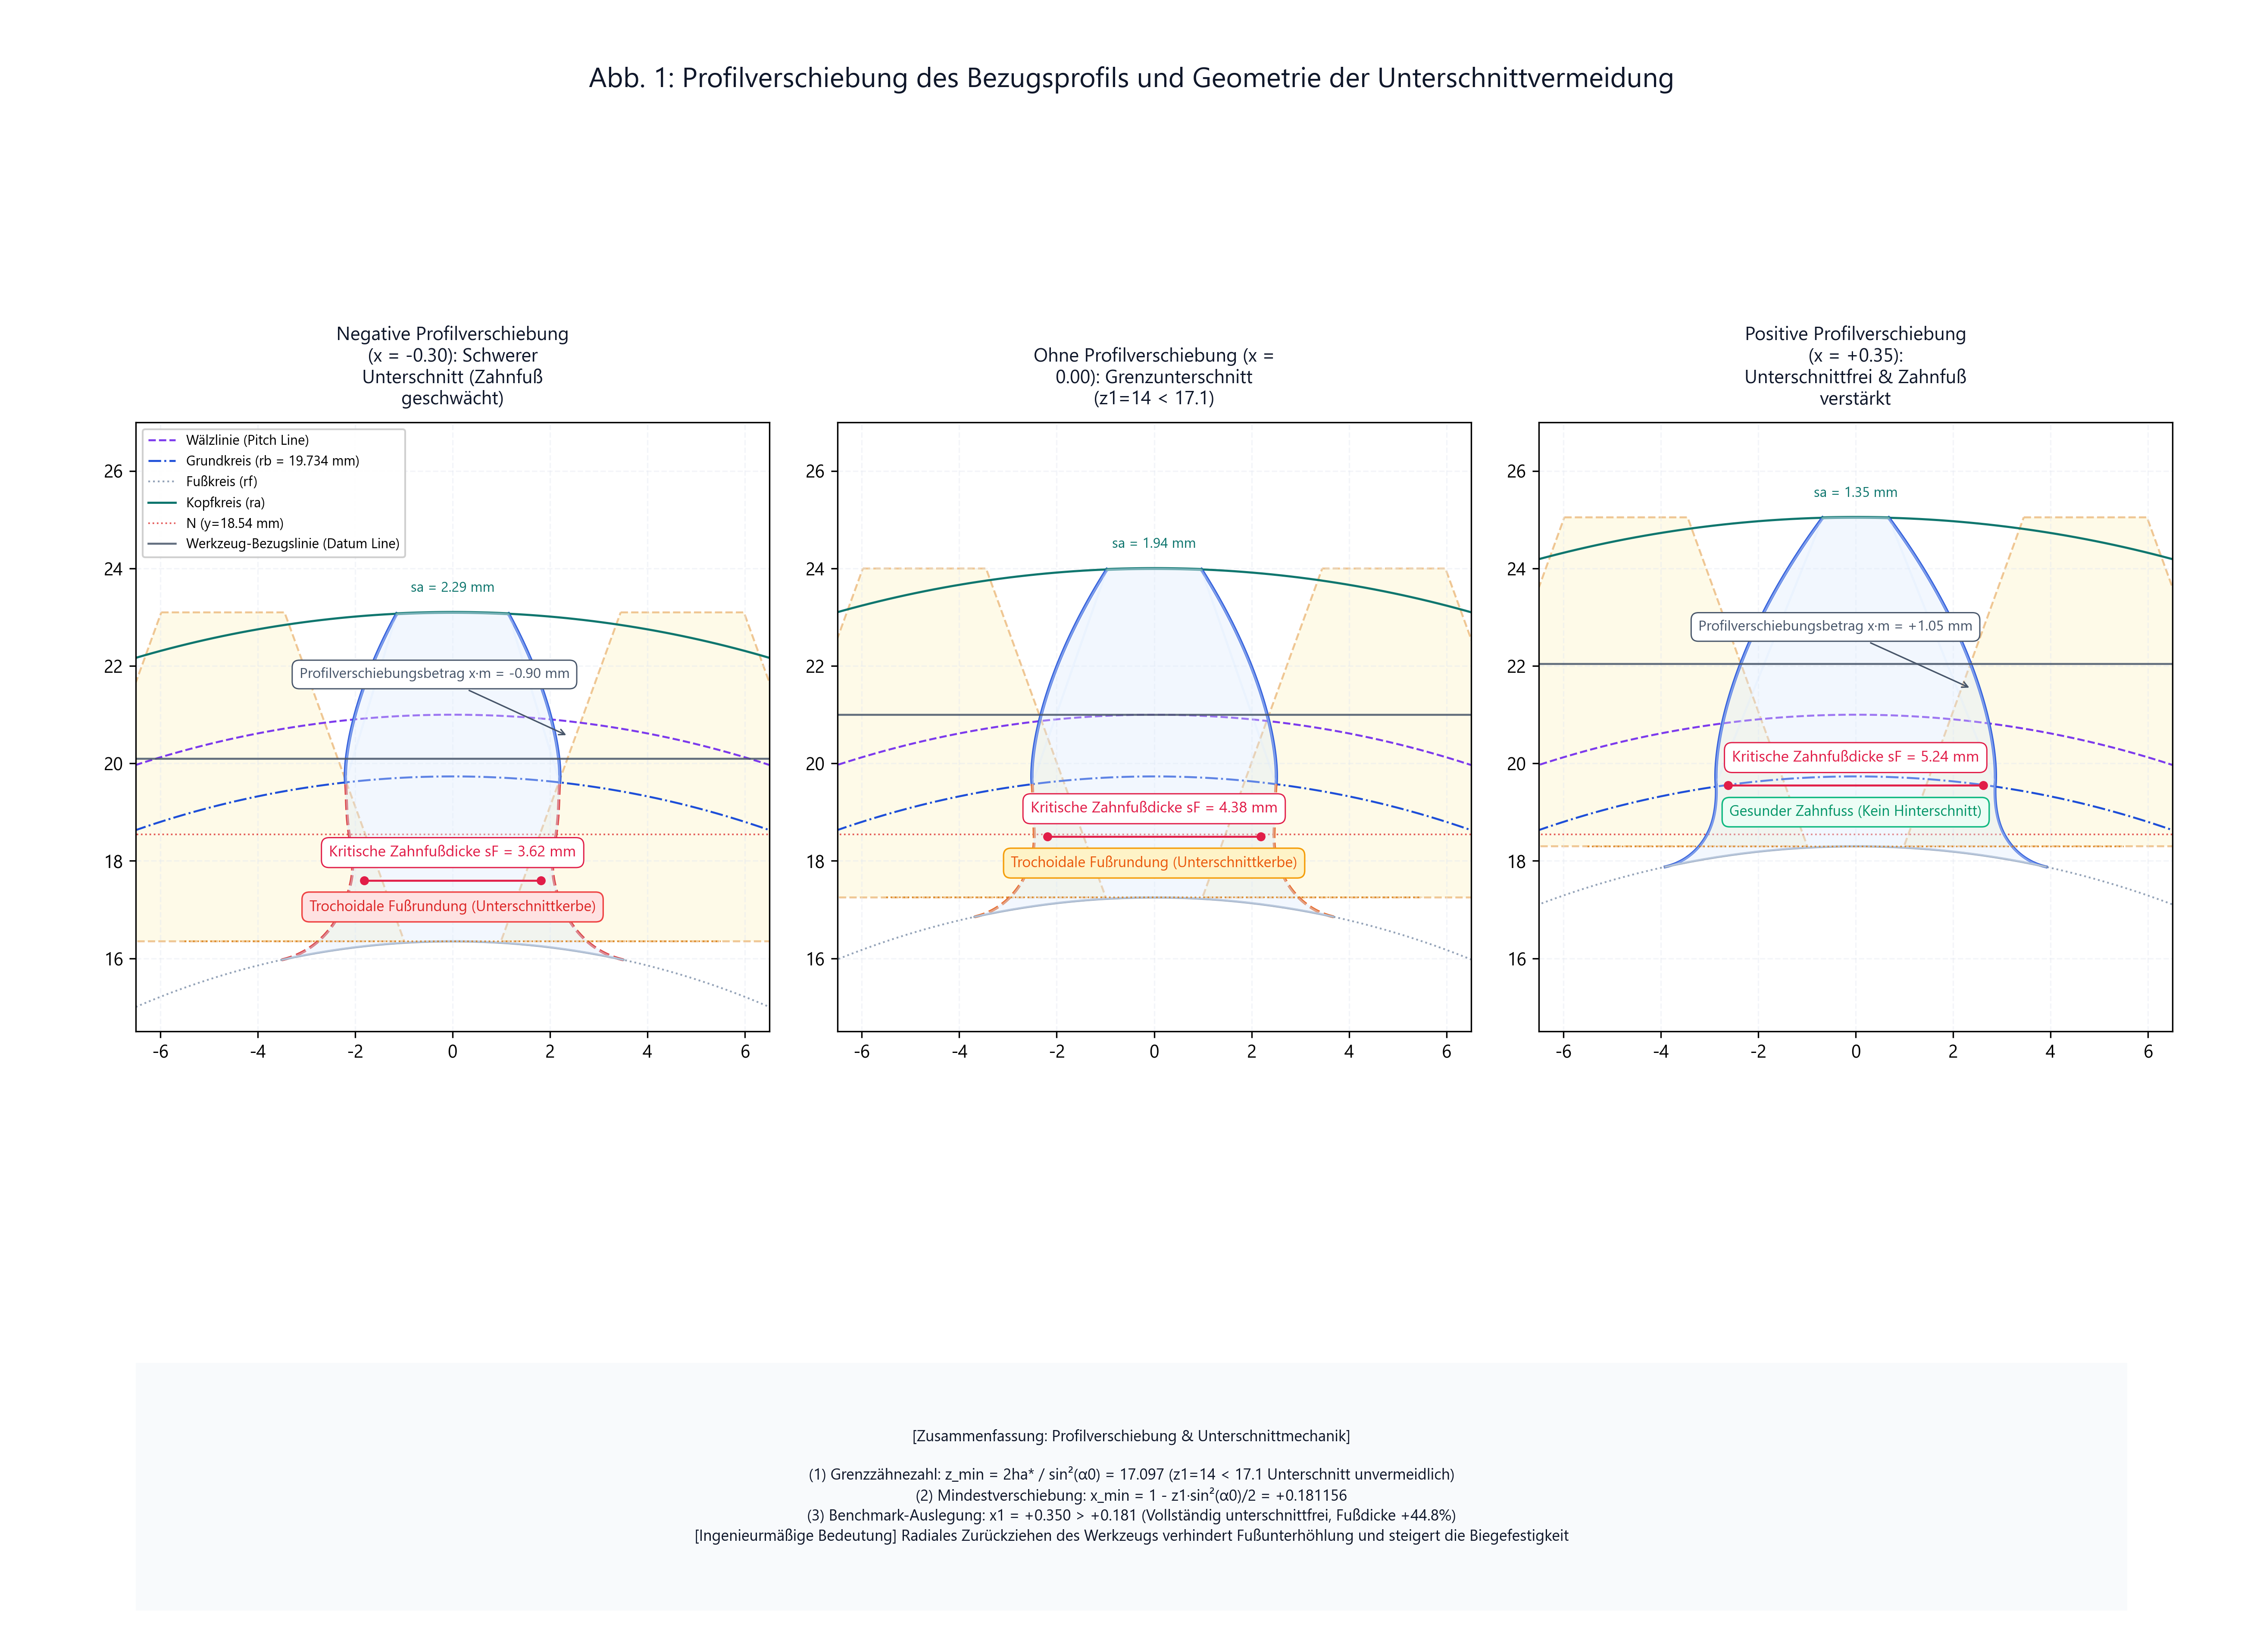 Abb. 1: Profilverschiebung des Bezugsprofils und Geometrie der Unterschnittvermeidung
Negative Profilverschiebung
(x = -0.30): Schwerer
Unterschnitt (Zahnfuß
geschwächt)
Wälzlinie (Pitch Line)
Grundkreis (rb = 19.734 mm)
Fußkreis (rf)
Kopfkreis (ra)
N (y=18.54 mm)
Werkzeug-Bezugslinie (Datum Line)
sa = 2.29 mm
Profilverschiebungsbetrag x·m = -0.90 mm
Kritische Zahnfußdicke sF = 3.62 mm
Trochoidale Fußrundung (Unterschnittkerbe)
26
24
22
20
18
16
-6 -4 -2 0 2 4 6
Ohne Profilverschiebung (x =
0.00): Grenzunterschnitt
(z1=14 < 17.1)
sa = 1.94 mm
Kritische Zahnfußdicke sF = 4.38 mm
Trochoidale Fußrundung (Unterschnittkerbe)
26
24
22
20
18
16
-6 -4 -2 0 2 4 6
Positive Profilverschiebung
(x = +0.35):
Unterschnittfrei & Zahnfuß
verstärkt
sa = 1.35 mm
Profilverschiebungsbetrag x·m = +1.05 mm
Kritische Zahnfußdicke sF = 5.24 mm
Gesunder Zahnfuss (Kein Hinterschnitt)
26
24
22
20
18
16
-6 -4 -2 0 2 4 6
[Zusammenfassung: Profilverschiebung & Unterschnittmechanik]
(1) Grenzzähnezahl: z_min = 2ha* / sin²(α0) = 17.097 (z1=14 < 17.1 Unterschnitt unvermeidlich)
(2) Mindestverschiebung: x_min = 1 - z1·sin²(α0)/2 = +0.181156
(3) Benchmark-Auslegung: x1 = +0.350 > +0.181 (Vollständig unterschnittfrei, Fußdicke +44.8%)
[Ingenieurmäßige Bedeutung] Radiales Zurückziehen des Werkzeugs verhindert Fußunterhöhlung und steigert die Biegefestigkeit